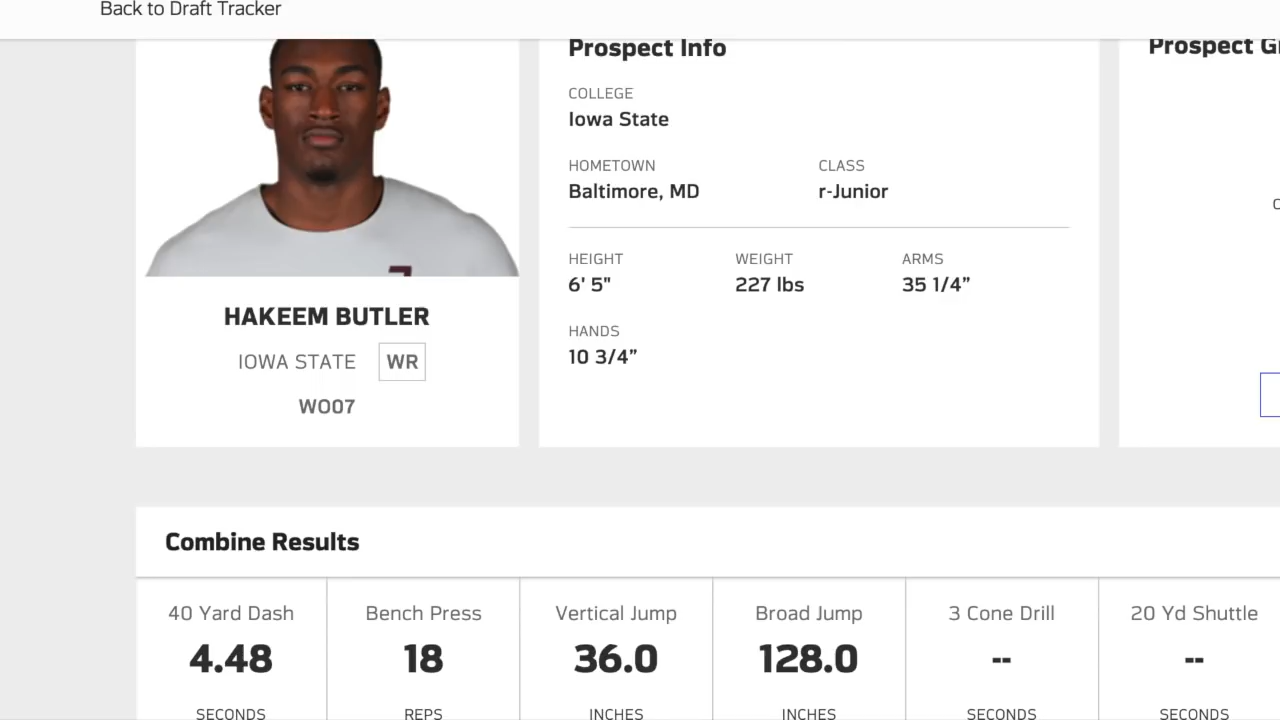 Back to Draft Tracker
Prospect Info
COLLEGE
Iowa State
HOMETOWN
CLASS
Baltimore, MD
r-Junior
HEIGHT
WEIGHT
ARMS
6' 5"
227 lbs
35 1/4”
HANDS
10 3/4”
HAKEEM BUTLER
IOWA STATE
WR
WO07
Prospect
Combine Results
40 Yard Dash
4.48
SECONDS
Bench Press
18
REPS
Vertical Jump
36.0
INCHES
Broad Jump
128.0
INCHES
3 Cone Drill
--
SECONDS
20 Yd Shuttle
--
SECONDS